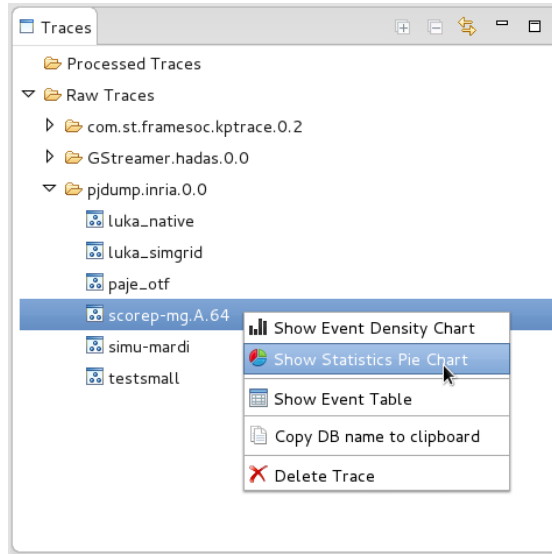 Traces
Processed Traces
Raw Traces
com.st.framesoc.kptrace.0.2
GStreamer.hadas.0.0
pjdump.inria.0.0
luka_native
luka_simgrid
paje_otf
scorep-mg.A.64
Show Event Density Chart
simu-mardi
Show Statistics Pie Chart
testsmall
Show Event Table
Copy DB name to clipboard
Delete Trace